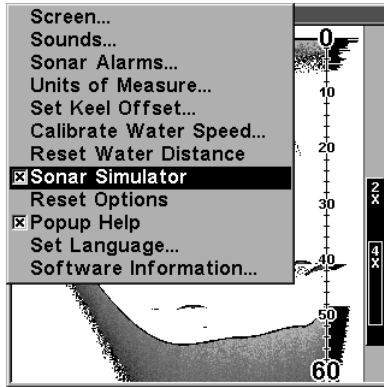 Screen...
Sounds...
Sonar Alarms...
Units of Measure...
Set Keel Offset...
Calibrate Water Speed...
Reset Water Distance
Sonar Simulator
Reset Options
Popup Help
Set Language...
Software Information...
0
10
20
30
40
50
60
2X
4X